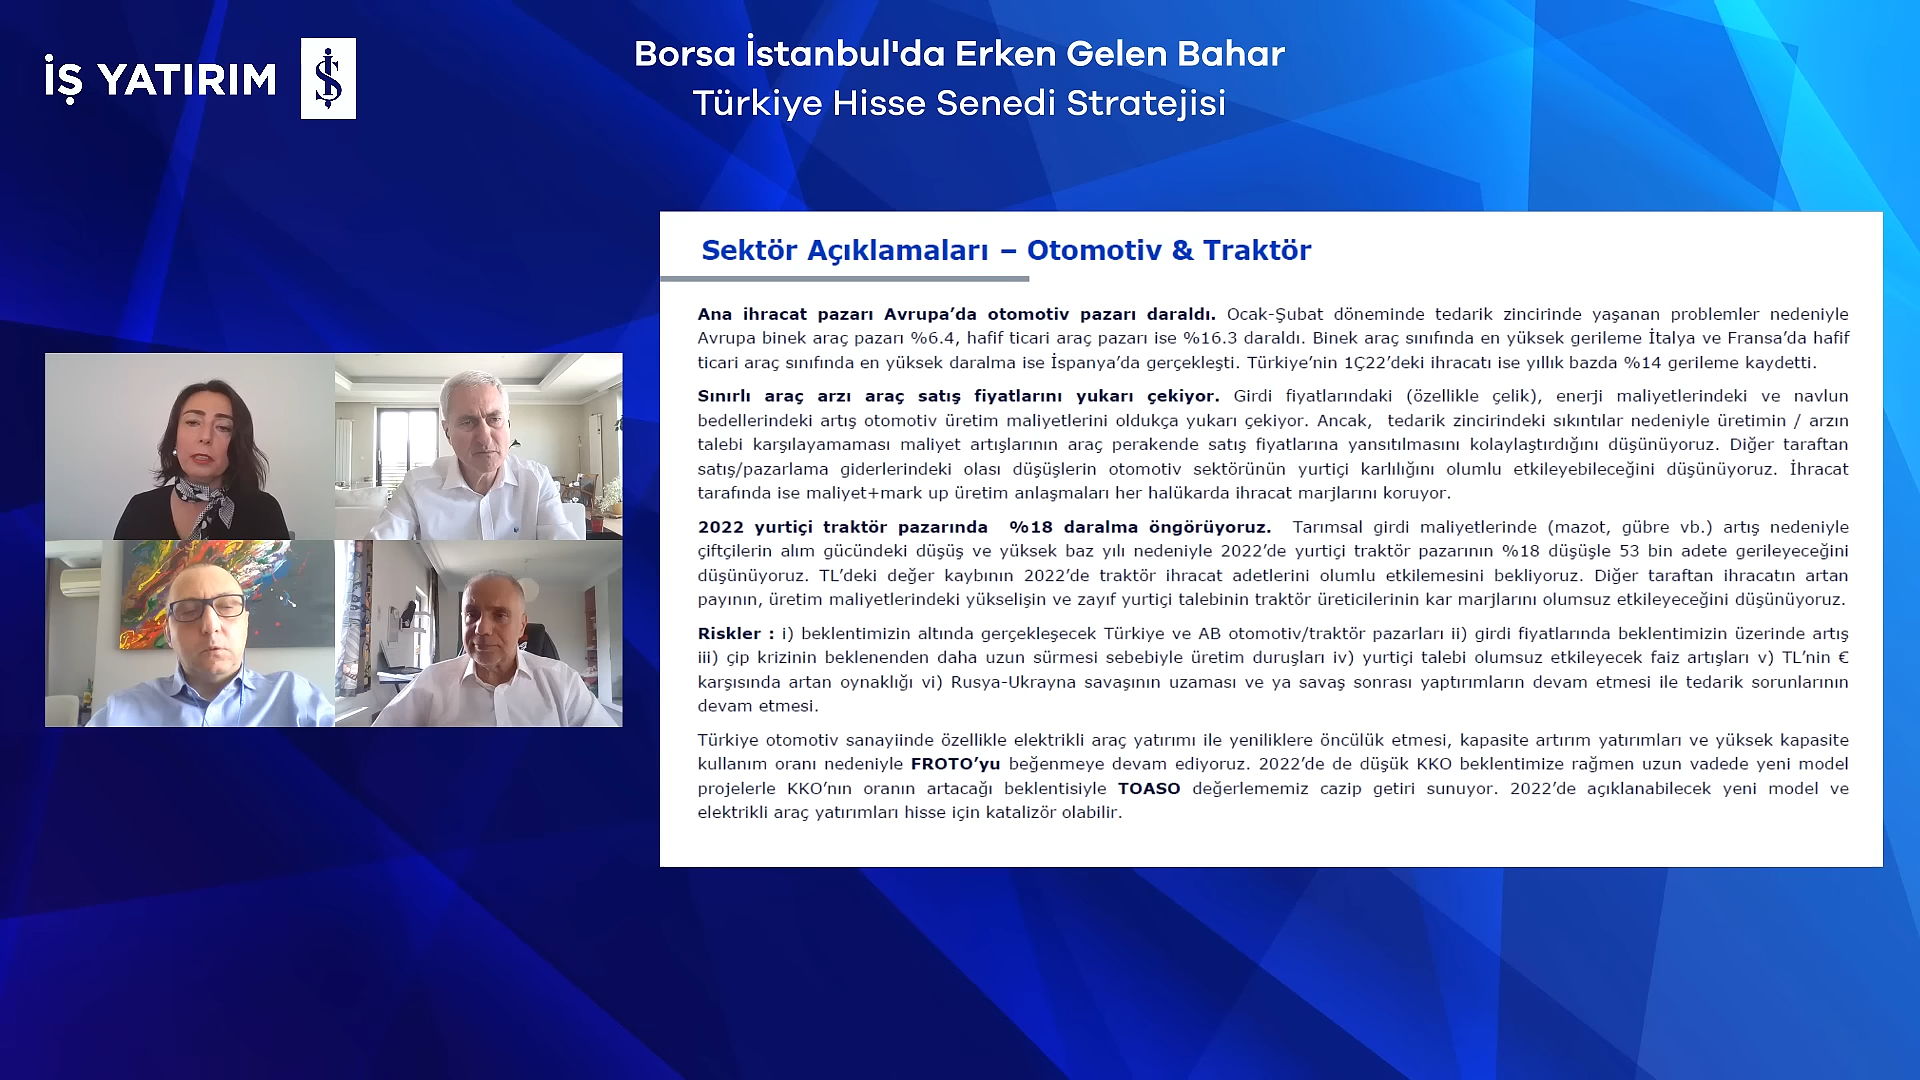 İŞ YATIRIM
Borsa İstanbul'da Erken Gelen Bahar
Türkiye Hisse Senedi Stratejisi
Sektör Açıklamaları – Otomotiv & Traktör
Ana ihracat pazarı Avrupa’da otomotiv pazarı daraldı. Ocak-Şubat döneminde tedarik zincirinde yaşanan problemler nedeniyle
Avrupa binek araç pazarı %6.4, hafif ticari araç pazarı ise %16.3 daraldı. Binek araç sınıfında en yüksek gerileme İtalya ve Fransa’da hafif
ticari araç sınıfında en yüksek daralma ise İspanya’da gerçekleşti. Türkiye’nin 1Ç22’deki ihracatı ise yıllık bazda %14 gerileme kaydetti.
Sınırlı araç arzı araç satış fiyatlarını yukarı çekiyor. Girdi fiyatlarındaki (özellikle çelik), enerji maliyetlerindeki ve navlun
bedellerindeki artış otomotiv üretim maliyetlerini oldukça yukarı çekiyor. Ancak, tedarik zincirindeki sıkıntılar nedeniyle üretimin / arzın
talebi karşılayamaması maliyet artışlarının araç perakende satış fiyatlarına yansıtılmasını kolaylaştırdığını düşünüyoruz. Diğer taraftan
satış/pazarlama giderlerindeki olası düşüşlerin otomotiv sektörünün yurtiçi karlılığını olumlu etkileyebileceğini düşünüyoruz. İhracat
tarafında ise maliyet+mark up üretim anlaşmaları her halükarda ihracat marjlarını koruyor.
2022 yurtiçi traktör pazarında %18 daralma öngörüyoruz. Tarımsal girdi maliyetlerinde (mazot, gübre vb.) artış nedeniyle
çiftçilerin alım gücündeki düşüş ve yüksek baz yılı nedeniyle 2022’de yurtiçi traktör pazarının %18 düşüşle 53 bin adete gerileyeceğini
düşünüyoruz. TL’deki değer kaybının 2022’de traktör ihracat adetlerini olumlu etkilemesini bekliyoruz. Diğer taraftan ihracatın artan
payının, üretim maliyetlerindeki yükselişin ve zayıf yurtiçi talebinin traktör üreticilerinin kar marjlarını olumsuz etkileyeceğini düşünüyoruz.
Riskler : i) beklentimizin altında gerçekleşecek Türkiye ve AB otomotiv/traktör pazarları ii) girdi fiyatlarında beklentimizin üzerinde artış
iii) çip krizinin beklenenden daha uzun sürmesi sebebiyle üretim duruşları iv) yurtiçi talebi olumsuz etkileyecek faiz artışları v) TL’nin €
karşısında artan oynaklığı vi) Rusya-Ukrayna savaşının uzaması ve ya savaş sonrası yaptırımların devam etmesi ile tedarik sorunlarının
devam etmesi.
Türkiye otomotiv sanayiinde özellikle elektrikli araç yatırımı ile yeniliklere öncülük etmesi, kapasite artırım yatırımları ve yüksek kapasite
kullanım oranı nedeniyle FROTO’yu beğenmeye devam ediyoruz. 2022’de de düşük KKO beklentimize rağmen uzun vadede yeni model
projelerle KKO’nın oranın artacağı beklentisiyle TOASO değerlememiz cazip getiri sunuyor. 2022’de açıklanabilecek yeni model ve
elektrikli araç yatırımları hisse için katalizör olabilir.